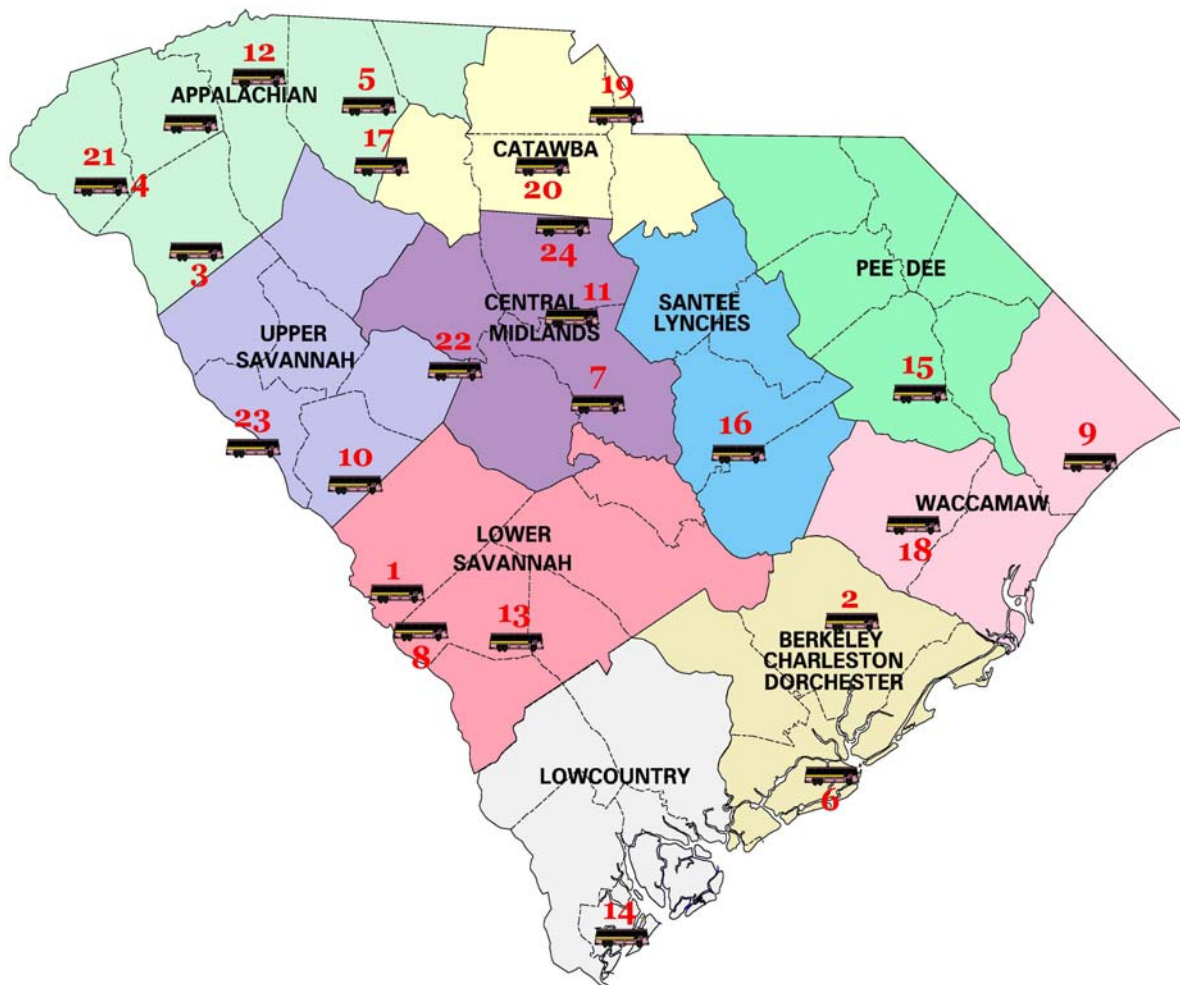 12
APPALACHIAN
5
19
17
CATAWBA
21
4
20
3
24
PEE DEE
CENTRAL
11
SANTEE
MIDLANDS
LYNCHES
UPPER
SAVANNAH
22
7
15
23
16
9
10
WACCAMAW
LOWER
18
SAVANNAH
1
13
2
8
BERKELEY
CHARLESTON
DORCHESTER
LOWCOUNTRY
6
14